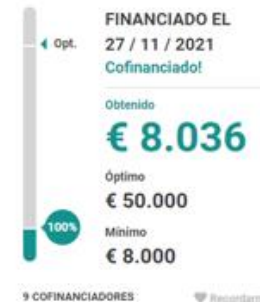 FINANCIADO EL
Opt.
27 / 11 / 2021
Cofinanciado!
Obtenido
€ 8.036
Óptimo
€ 50.000
100%
Mínimo
€ 8.000
9 COFINANCIADORES
Recordarm